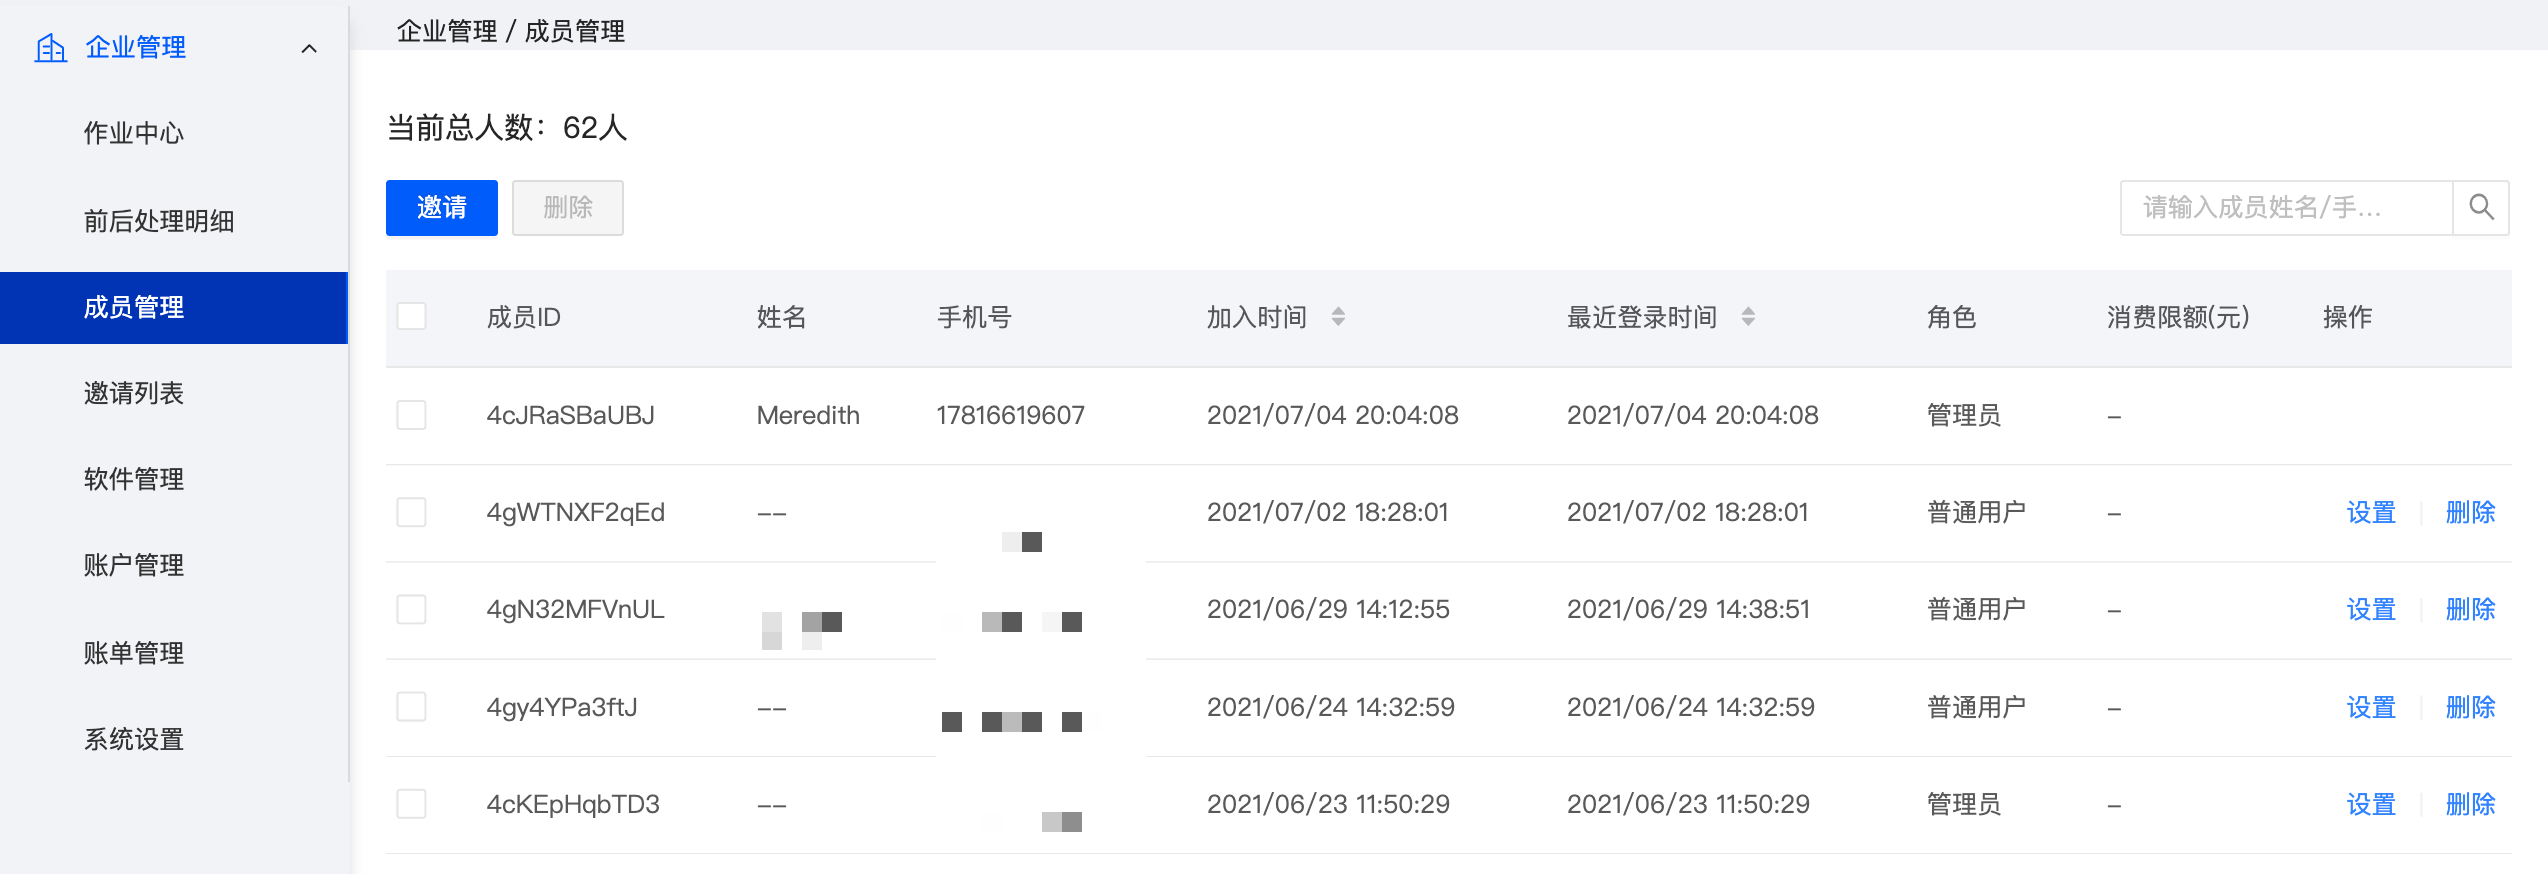 企业管理
作业中心
前后处理明细
成员管理
邀请列表
软件管理
账户管理
账单管理
系统设置
企业管理 / 成员管理
当前总人数：62人
邀请 删除 请输入成员姓名/手...
成员ID 姓名 手机号 加入时间 最近登录时间 角色 消费限额(元) 操作
4cJRaSBaUBJ Meredith 17816619607 2021/07/04 20:04:08 2021/07/04 20:04:08 管理员 –
4gWTNXF2qEd –– 2021/07/02 18:28:01 2021/07/02 18:28:01 普通用户 – 设置 删除
4gN32MFVnUL 2021/06/29 14:12:55 2021/06/29 14:38:51 普通用户 – 设置 删除
4gy4YPa3ftJ –– 2021/06/24 14:32:59 2021/06/24 14:32:59 普通用户 – 设置 删除
4cKEpHqbTD3 –– 2021/06/23 11:50:29 2021/06/23 11:50:29 管理员 – 设置 删除